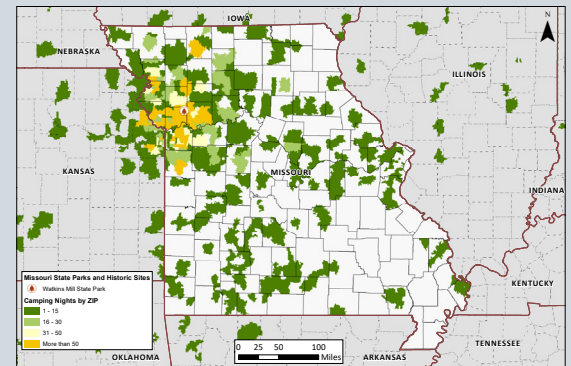 IOWA
N
NEBRASKA
ILLINOIS
KANSAS
MISSOURI
INDIANA
Missouri State Parks and Historic Sites
Watkins Mill State Park
Camping Nights by ZIP
1 - 15
16 - 30
31 - 50
More than 50
KENTUCKY
TENNESSEE
OKLAHOMA
ARKANSAS
0 25 50 100
Miles